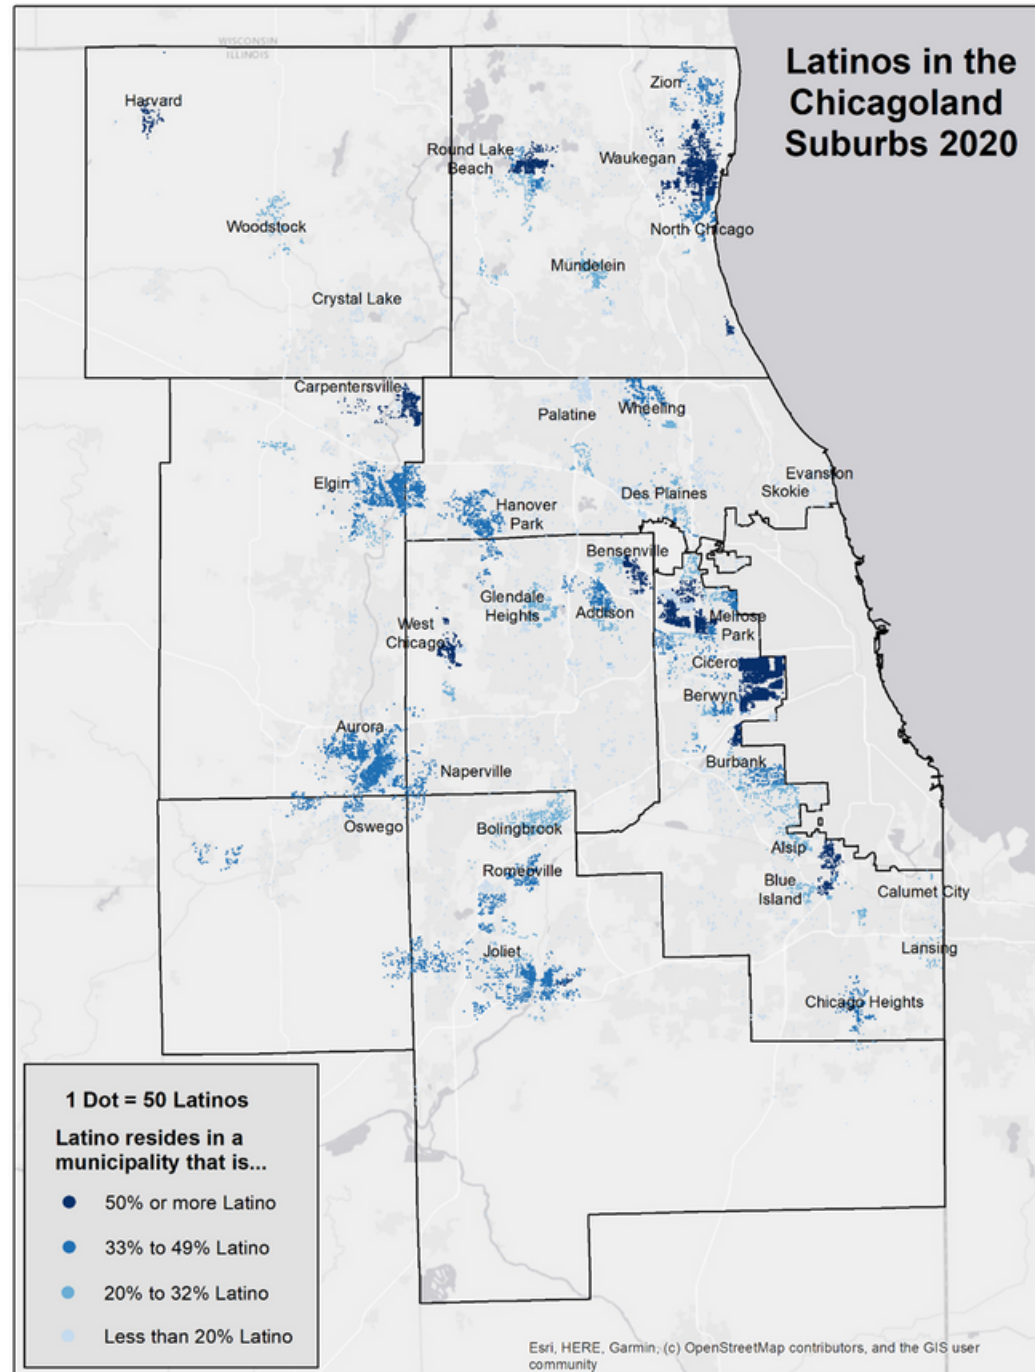 WISCONSIN
ILLINOIS
Latinos in the
Chicagoland
Suburbs 2020
Zion
Harvard
Round Lake
Beach
Waukegan
Woodstock
North Chicago
Mundelein
Crystal Lake
Carpentersville
Palatine
Wheeling
Evanston
Skokie
Elgin
Des Plaines
Hanover
Park
Bensenville
Glendale
Heights
Addison
Melrose
Park
West
Chicago
Cicero
Berwyn
Aurora
Burbank
Naperville
Oswego
Bolingbrook
Alsip
Romeoville
Blue
Island
Calumet City
Joliet
Lansing
Chicago Heights
1 Dot = 50 Latinos
Latino resides in a
municipality that is...
50% or more Latino
33% to 49% Latino
20% to 32% Latino
Less than 20% Latino
Esri, HERE, Garmin, (c) OpenStreetMap contributors, and the GIS user
community